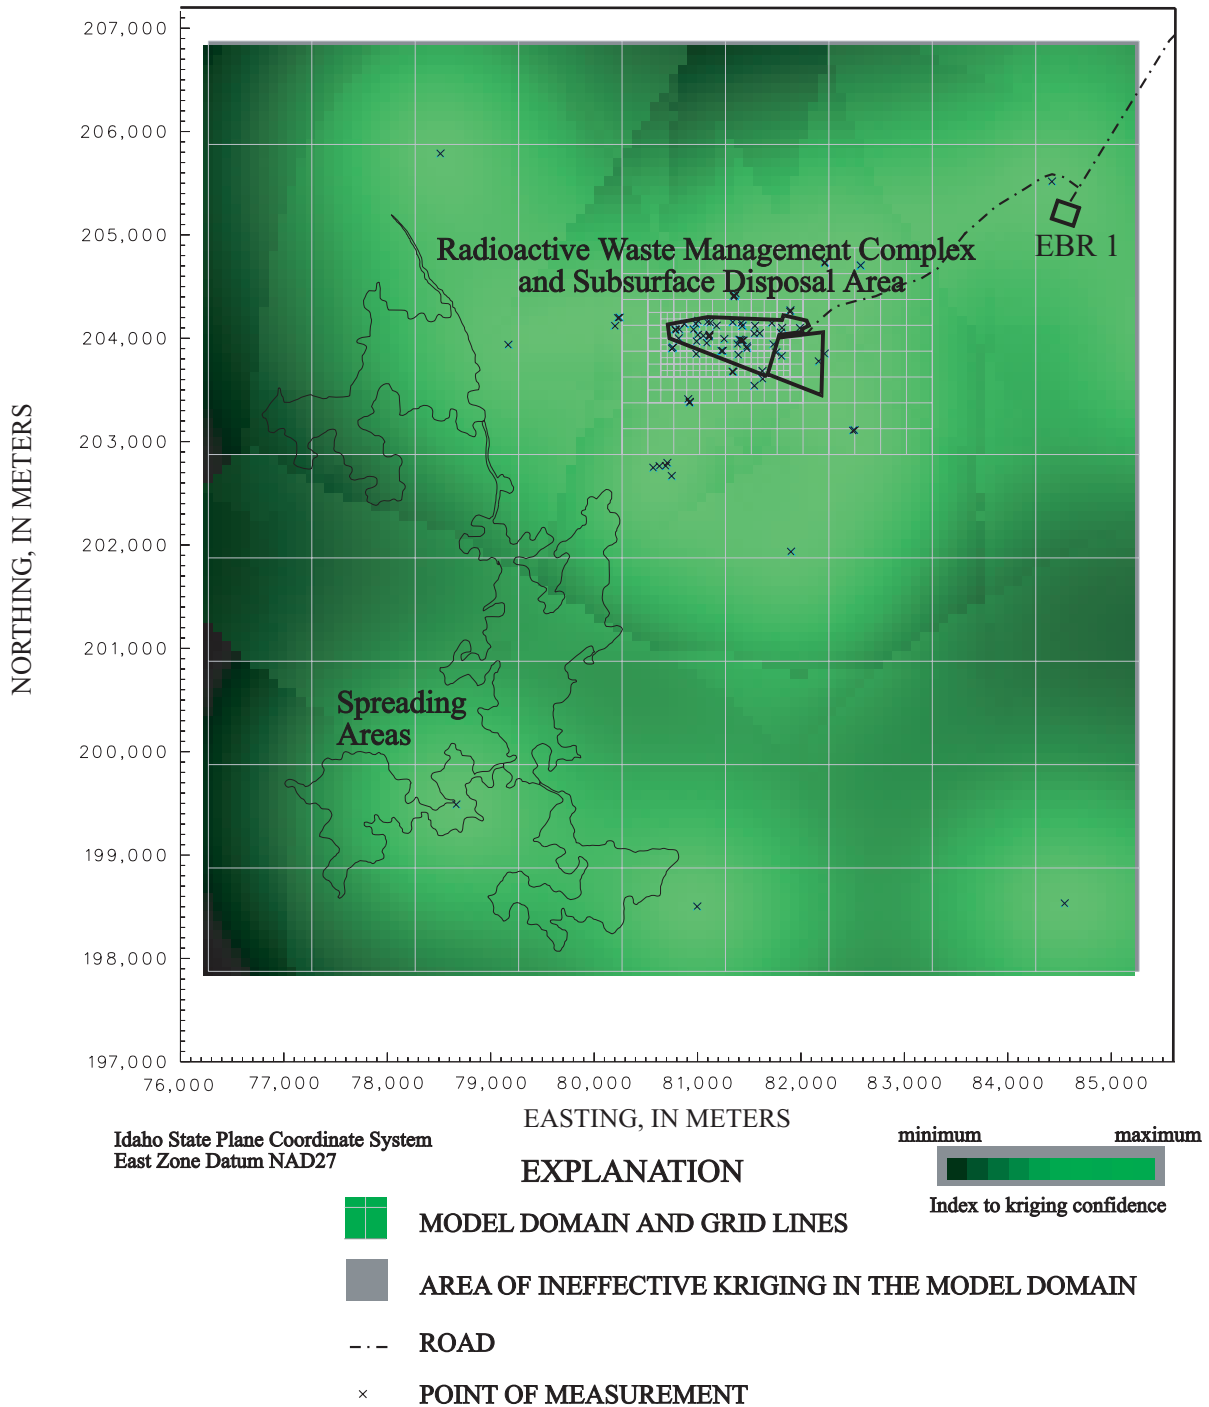 207,000
206,000
205,000
204,000
203,000
202,000
201,000
200,000
199,000
198,000
197,000
NORTHING, IN METERS
Radioactive Waste Management Complex
and Subsurface Disposal Area
EBR 1
Spreading
Areas
76,000 77,000 78,000 79,000 80,000 81,000 82,000 83,000 84,000 85,000
EASTING, IN METERS
Idaho State Plane Coordinate System
East Zone Datum NAD27
minimum maximum
Index to kriging confidence
EXPLANATION
MODEL DOMAIN AND GRID LINES
AREA OF INEFFECTIVE KRIGING IN THE MODEL DOMAIN
ROAD
POINT OF MEASUREMENT